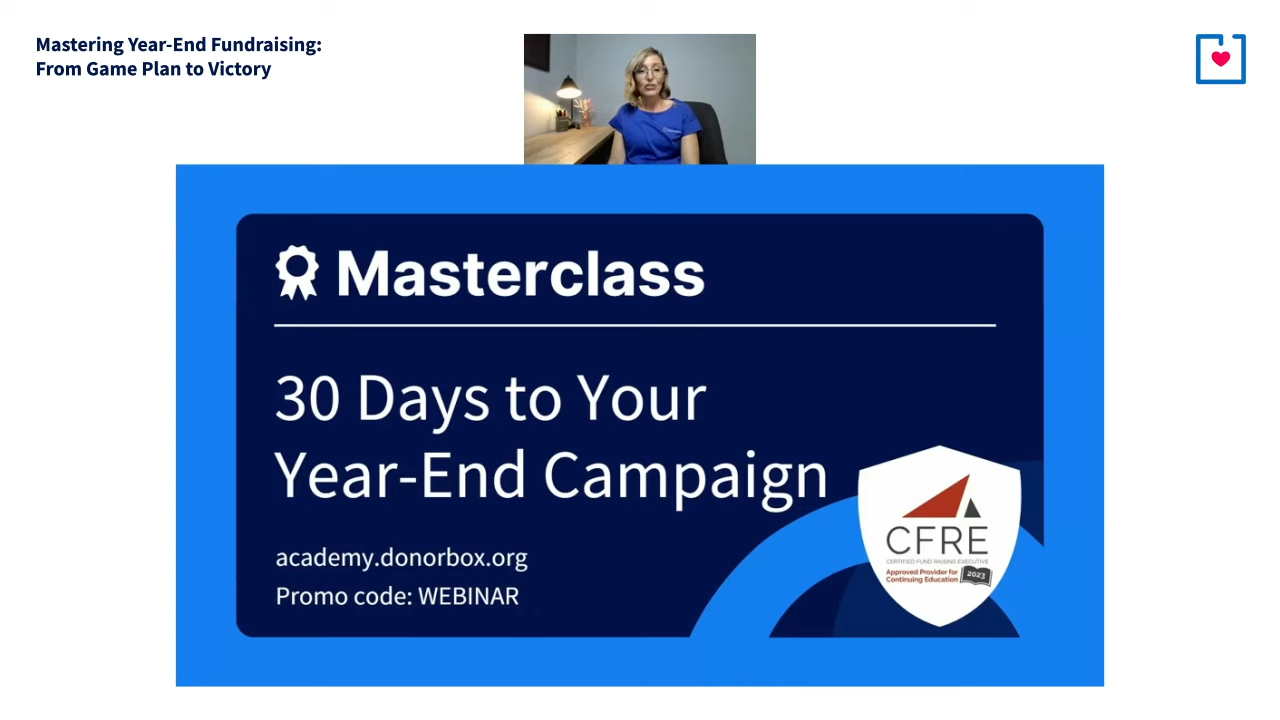 Mastering Year-End Fundraising:
From Game Plan to Victory
Masterclass
30 Days to Your
Year-End Campaign
academy.donorbox.org
Promo code: WEBINAR
CFRE
CERTIFIED FUND RAISING EXECUTIVE
Approved Provider for
Continuing Education
2023